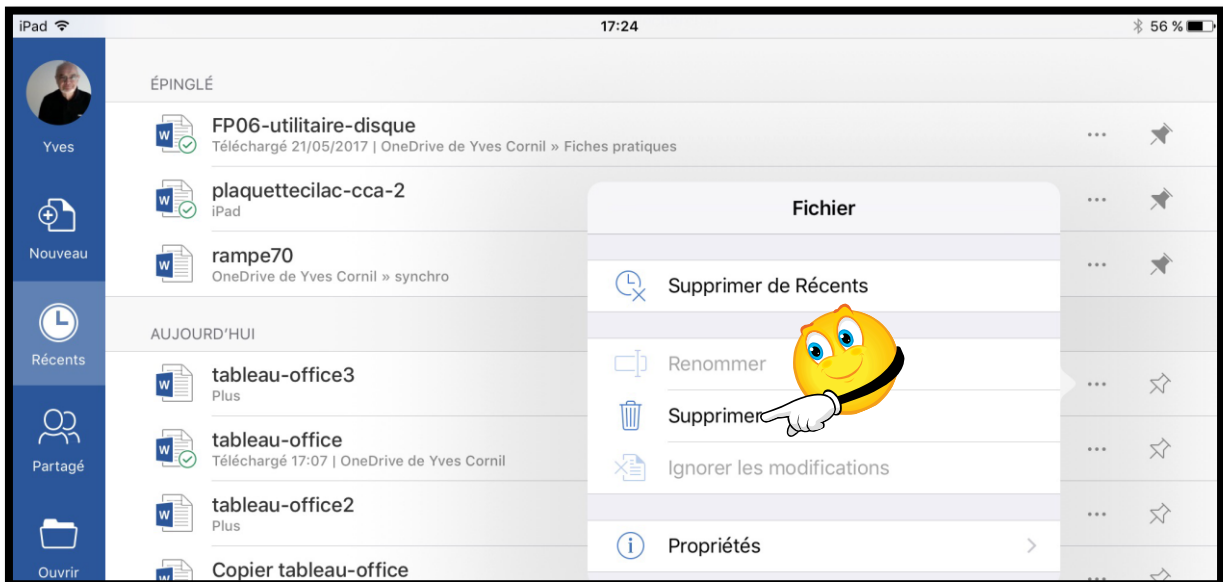 iPad 17:24 56 %
Yves
Nouveau
Récents
Partagé
Ouvrir
ÉPINGLÉ
FP06-utilitaire-disque
Téléchargé 21/05/2017 | OneDrive de Yves Cornil » Fiches pratiques
plaquettecilac-cca-2
iPad
rampe70
OneDrive de Yves Cornil » synchro
AUJOURD'HUI
tableau-office3
Plus
tableau-office
Téléchargé 17:07 | OneDrive de Yves Cornil
tableau-office2
Plus
Copier tableau-office
Fichier
Supprimer de Récents
Renommer
Supprimer
Ignorer les modifications
Propriétés